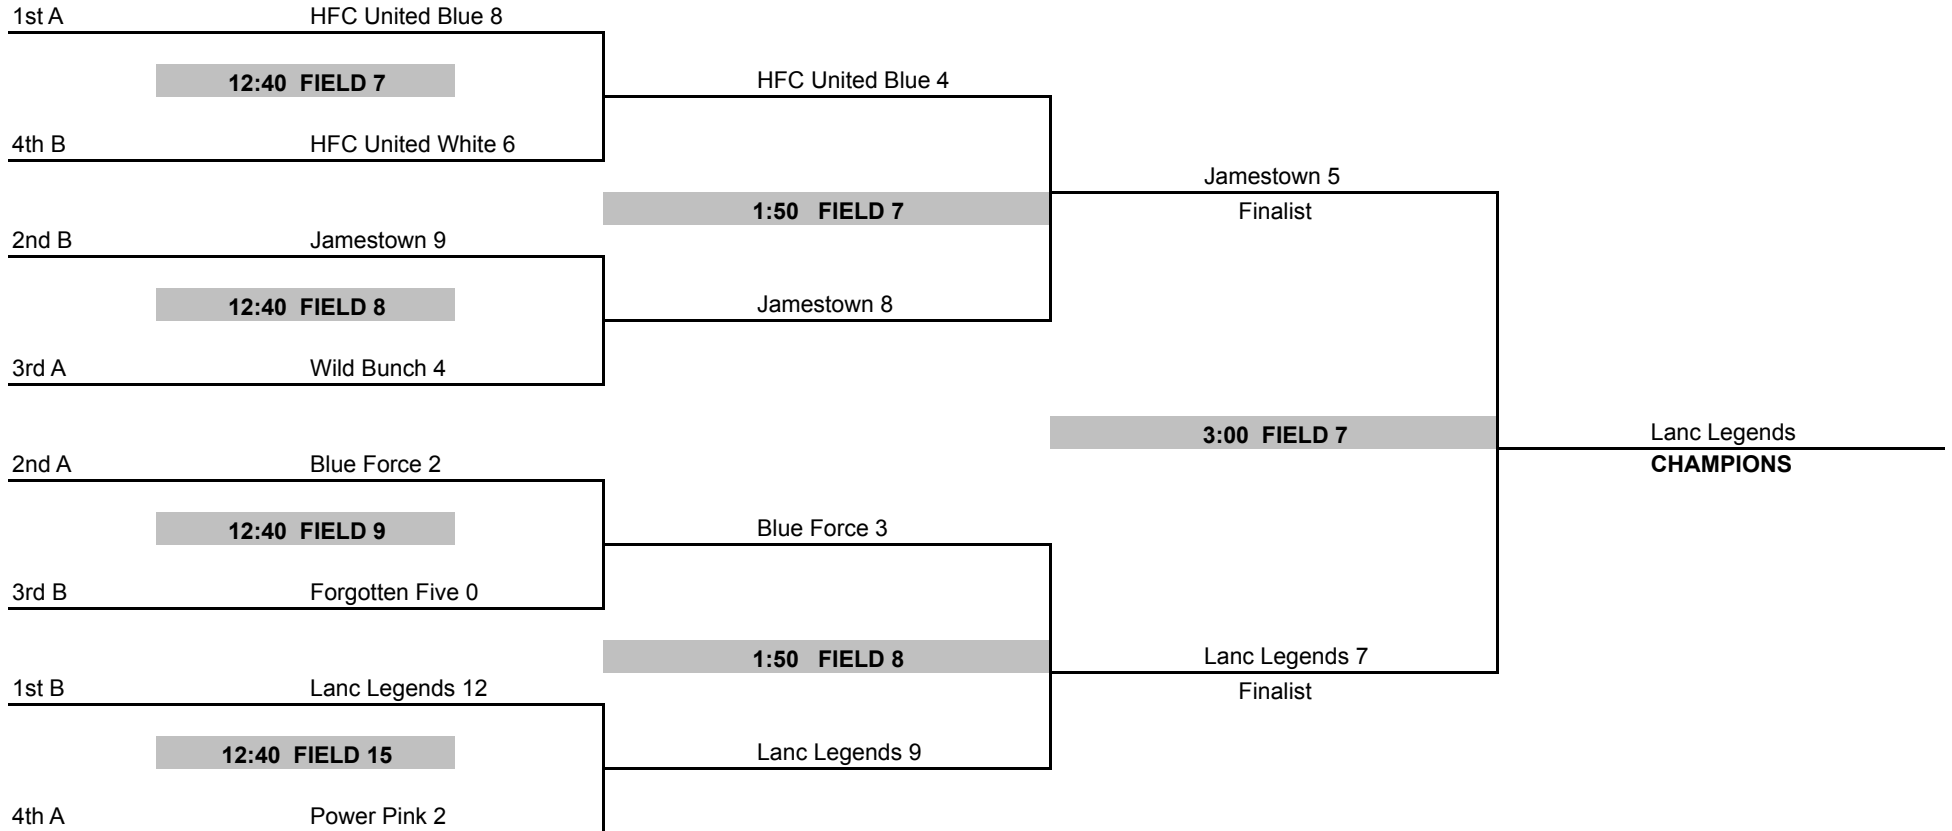 1st A HFC United Blue 8
12:40 FIELD 7 HFC United Blue 4
4th B HFC United White 6
Jamestown 5
1:50 FIELD 7 Finalist
2nd B Jamestown 9
12:40 FIELD 8 Jamestown 8
3rd A Wild Bunch 4
3:00 FIELD 7 Lanc Legends
2nd A Blue Force 2 CHAMPIONS
12:40 FIELD 9 Blue Force 3
3rd B Forgotten Five 0
1:50 FIELD 8 Lanc Legends 7
1st B Lanc Legends 12 Finalist
12:40 FIELD 15 Lanc Legends 9
4th A Power Pink 2